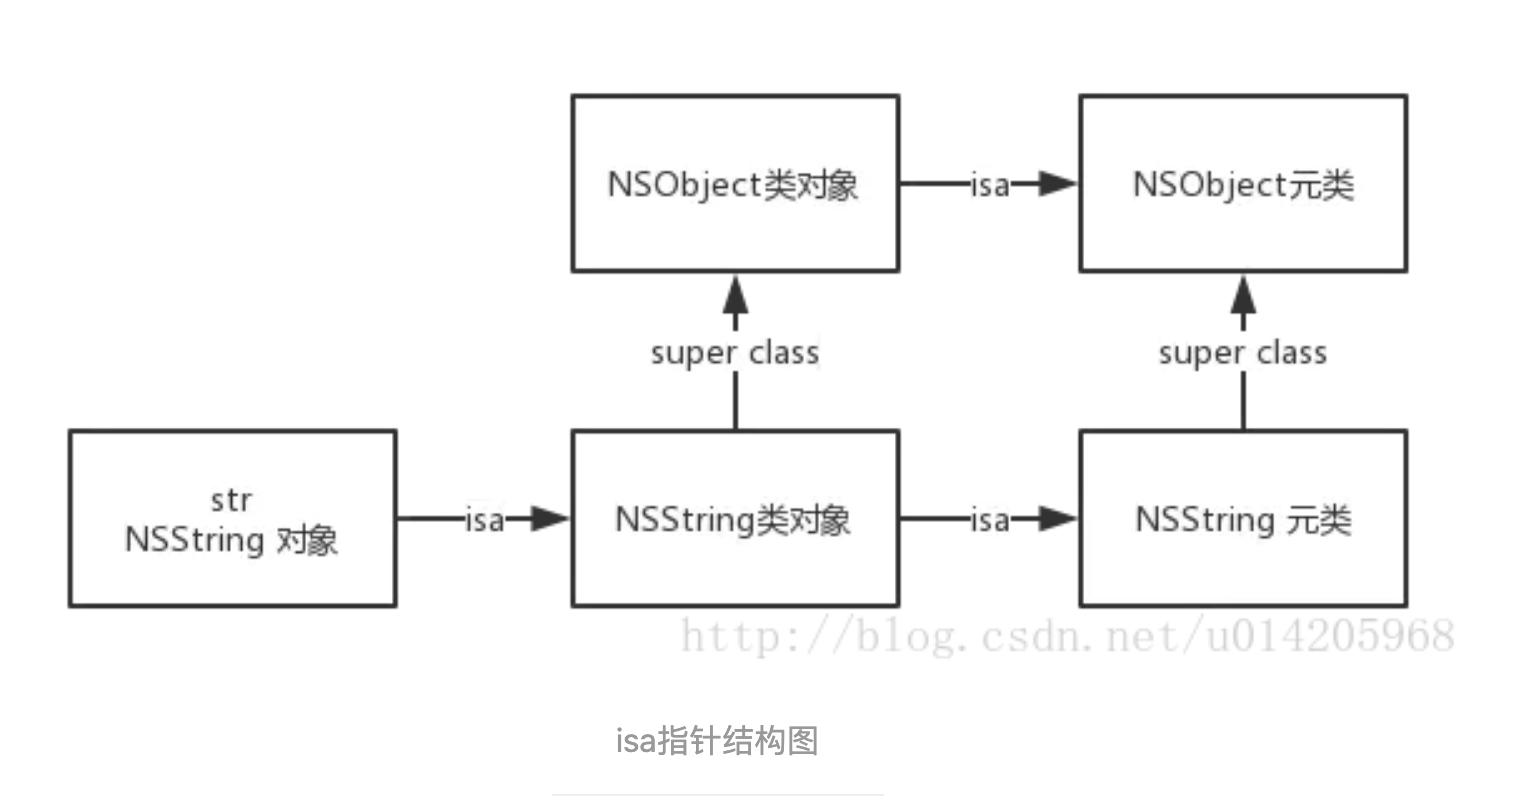 NSObject类对象
isa
NSObject元类
super class
super class
str
NSString 对象
isa
NSString类对象
isa
NSString 元类
http://blog.csdn.net/u014205968
isa指针结构图